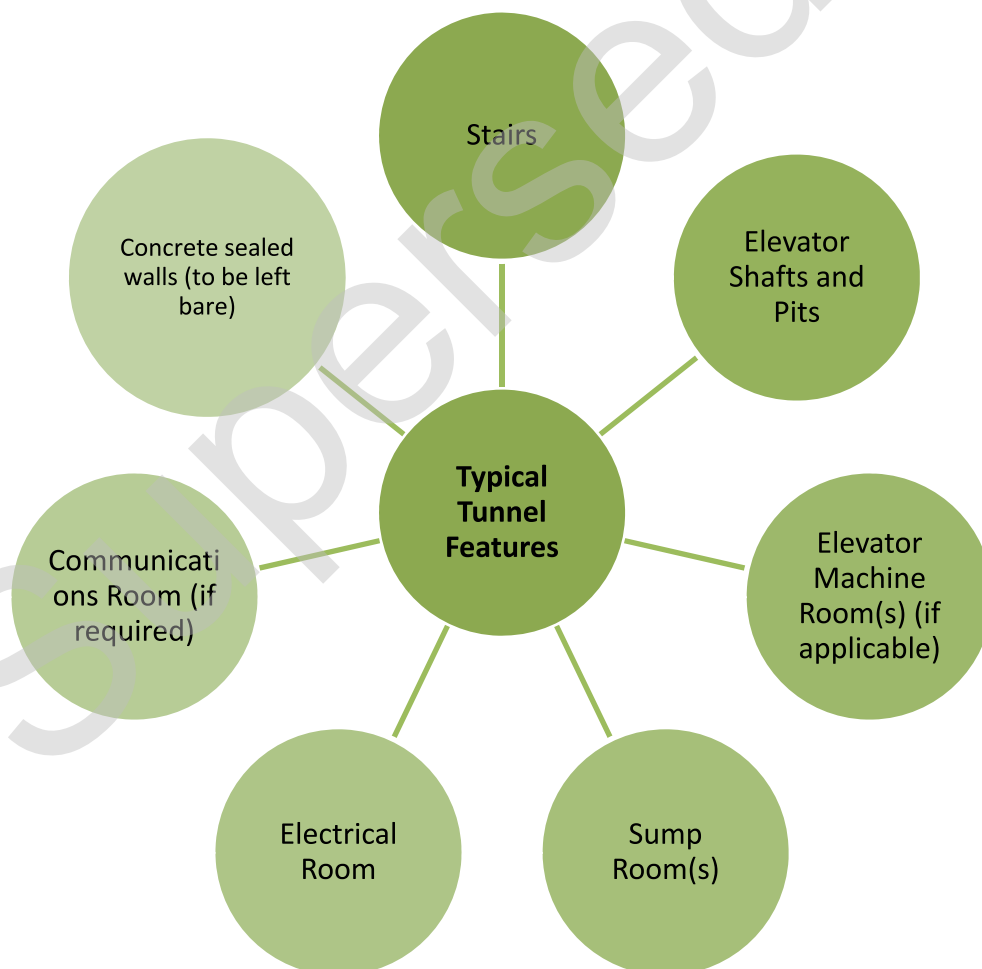 Stairs
Elevator
Shafts and
Pits
Elevator
Machine
Room(s) (if
applicable)
Sump
Room(s)
Electrical
Room
Communicati
ons Room (if
required)
Concrete sealed
walls (to be left
bare)
Typical
Tunnel
Features